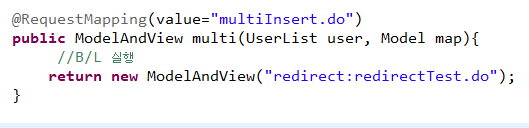 @RequestMapping(value="multiInsert.do")
public ModelAndView multi(UserList user, Model map){
//B/L 실행
return new ModelAndView("redirect:redirectTest.do");
}